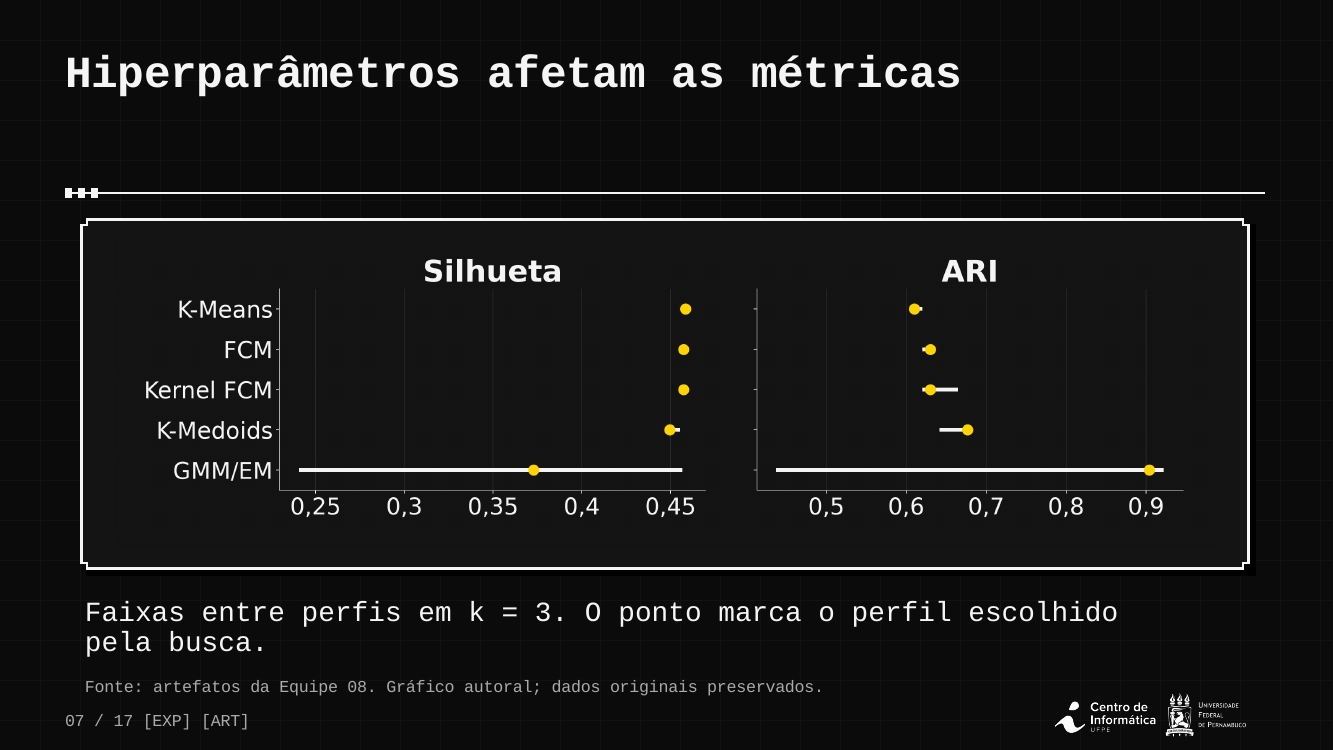 Hiperparâmetros afetam as métricas
Silhueta
ARI
K-Means
FCM
Kernel FCM
K-Medoids
GMM/EM
0,25 0,3 0,35 0,4 0,45
0,5 0,6 0,7 0,8 0,9
Faixas entre perfis em k = 3. O ponto marca o perfil escolhido
pela busca.
Fonte: artefatos da Equipe 08. Gráfico autoral; dados originais preservados.
07 / 17 [EXP] [ART]
Centro de
Informática
UFPE
Universidade
Federal
de Pernambuco